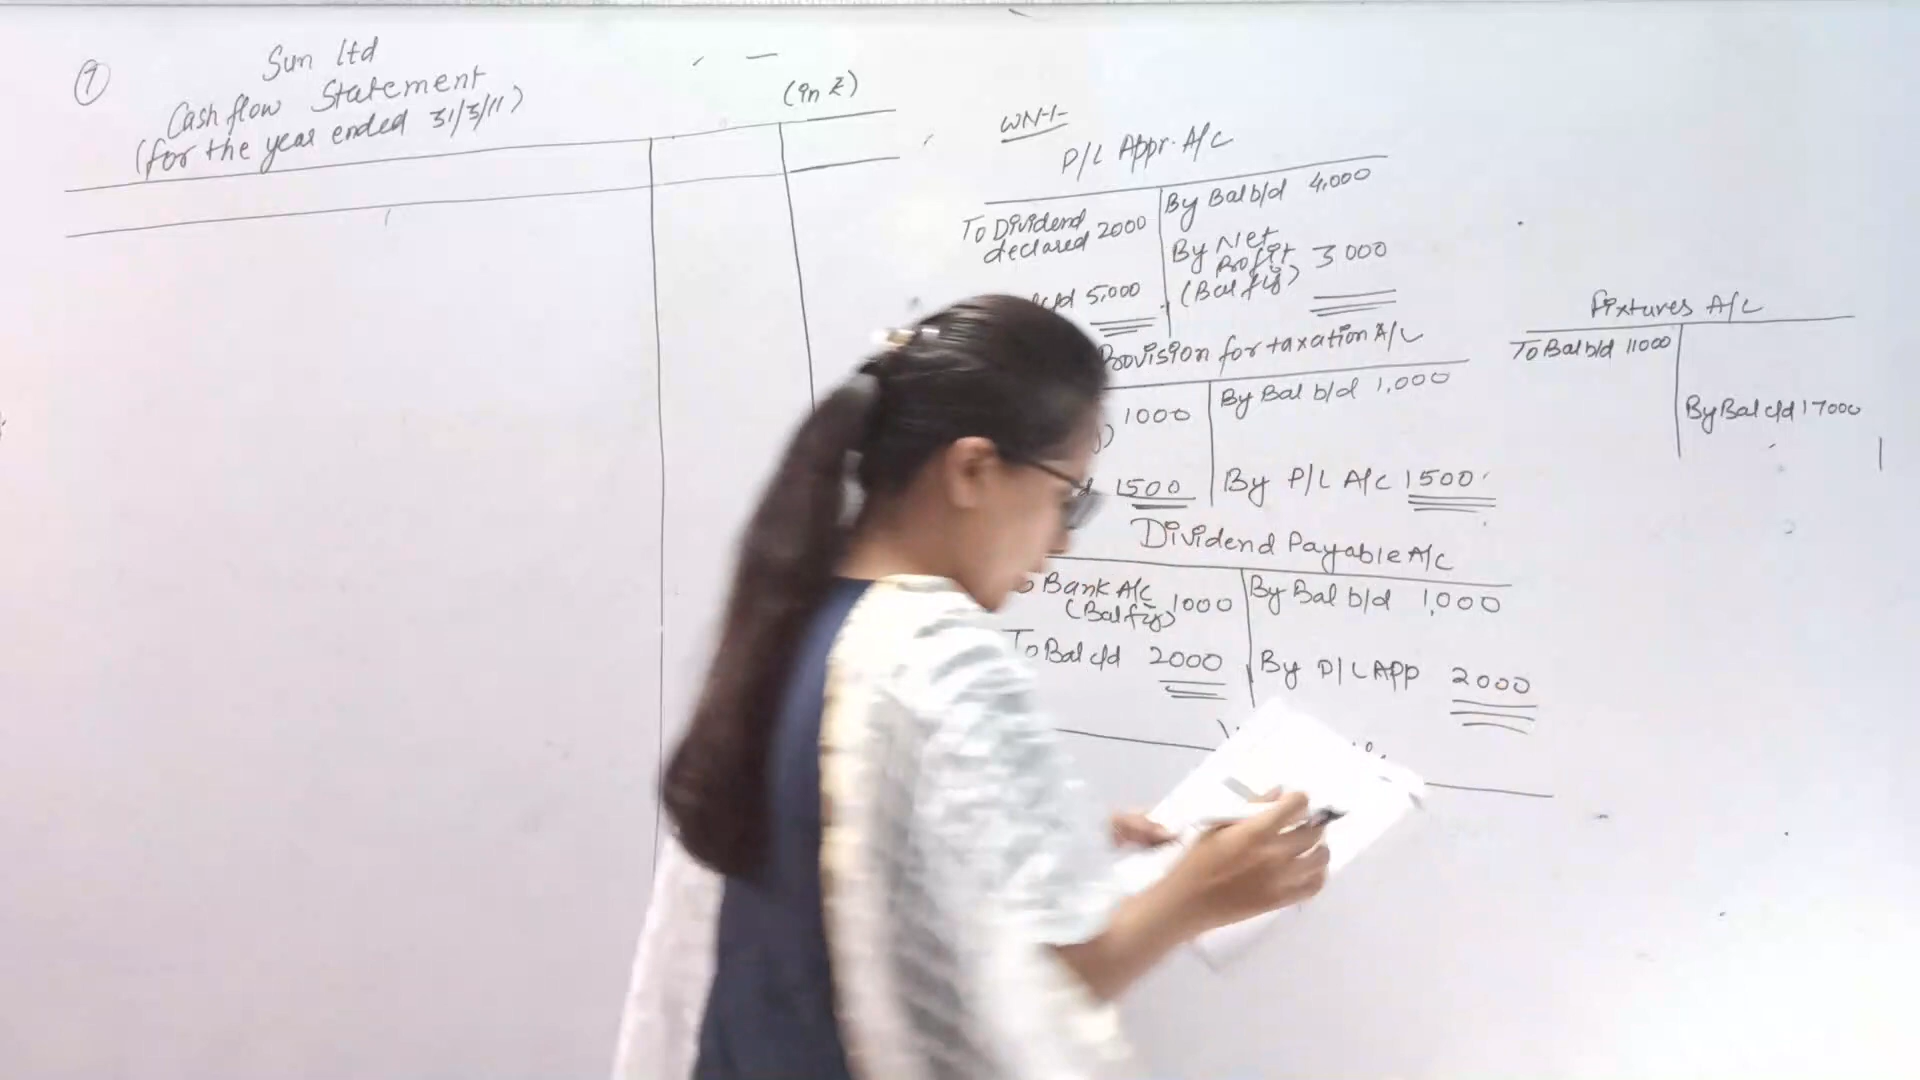 9
Sun ltd
Cash flow Statement
(for the year ended 31/3/11)
(in ₹)
WN-1-
P/L Appr. A/c
To Dividend declared 2000
By Bal b/d 4,000
By Net Profit (Bal fig) 3000
c/d 5,000
Provision for taxation A/c
1000
By Bal b/d 1,000
1500
By P/L A/c 1500
Dividend Payable A/c
Bank A/c (Bal fig) 1000
By Bal b/d 1,000
To Bal c/d 2000
By P/L APP 2000
Fixtures A/c
To Bal b/d 11000
By Bal c/d 17000